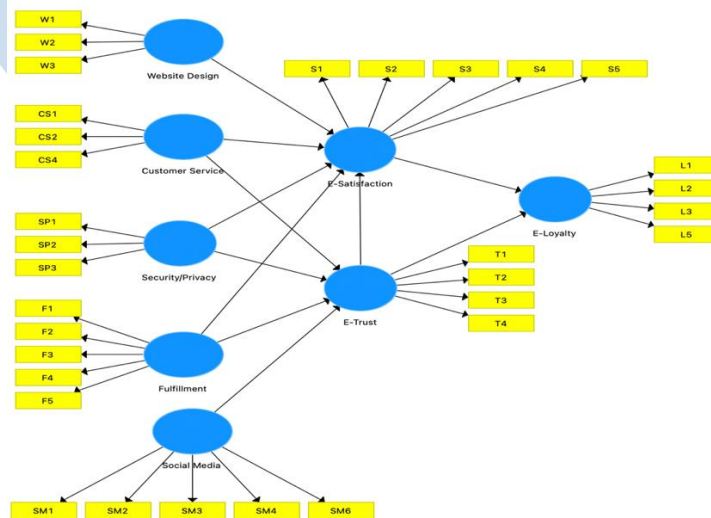 W1
W2
W3
Website Design
S1
S2
S3
S4
S5
CS1
CS2
CS4
Customer Service
E-Satisfaction
L1
L2
L3
L5
E-Loyalty
SP1
SP2
SP3
Security/Privacy
T1
T2
T3
T4
E-Trust
F1
F2
F3
F4
F5
Fulfillment
Social Media
SM1
SM2
SM3
SM4
SM6